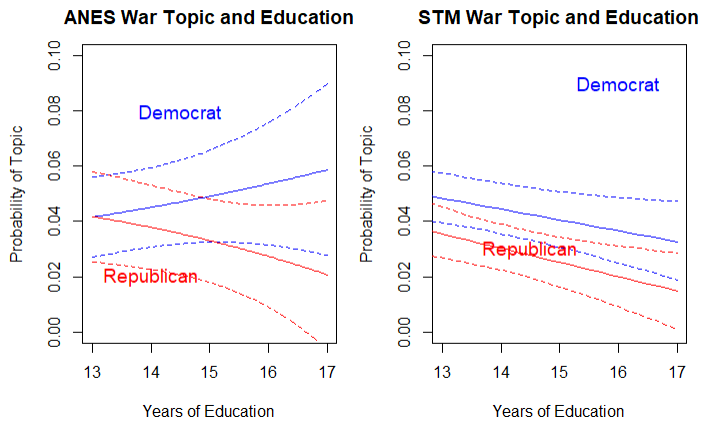 ANES War Topic and Education
Probability of Topic
0.00 0.02 0.04 0.06 0.08 0.10
Democrat
Republican
13 14 15 16 17
Years of Education
STM War Topic and Education
Probability of Topic
0.00 0.02 0.04 0.06 0.08 0.10
Democrat
Republican
13 14 15 16 17
Years of Education